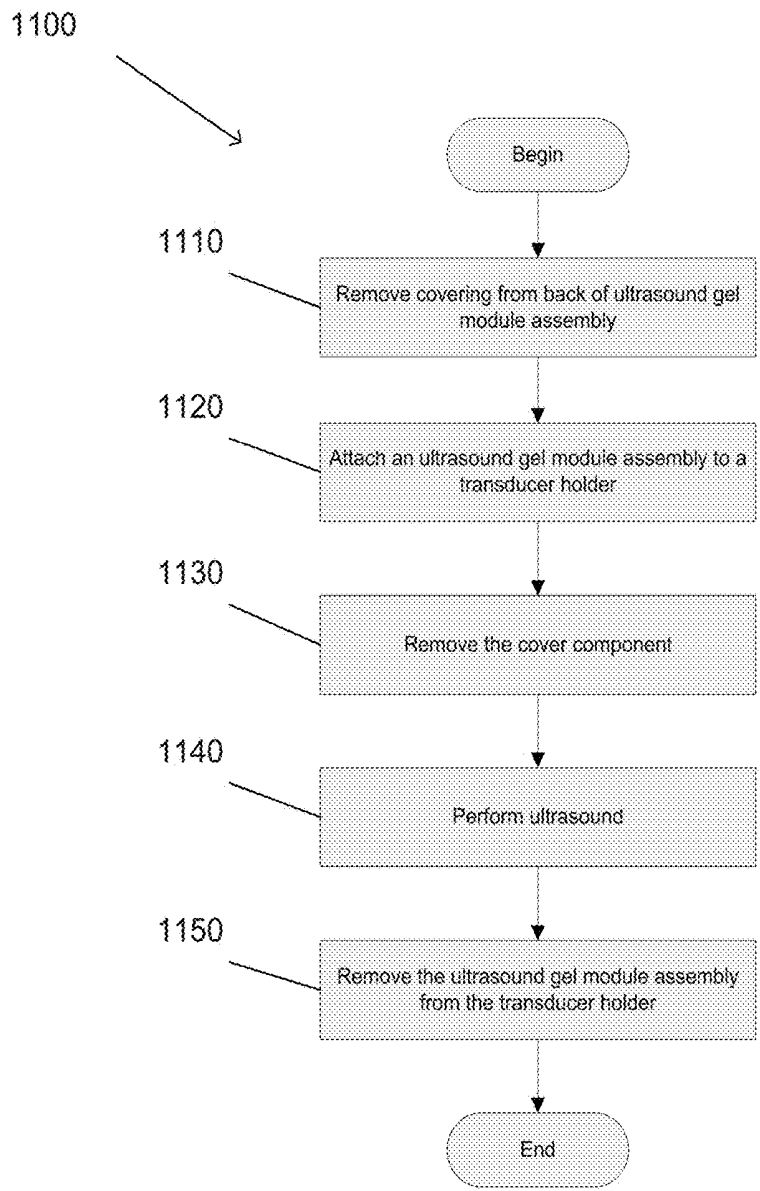 1100
Begin
1110
Remove covering from back of ultrasound gel
module assembly
1120
Attach an ultrasound gel module assembly to a
transducer holder
1130
Remove the cover component
1140
Perform ultrasound
1150
Remove the ultrasound gel module assembly
from the transducer holder
End